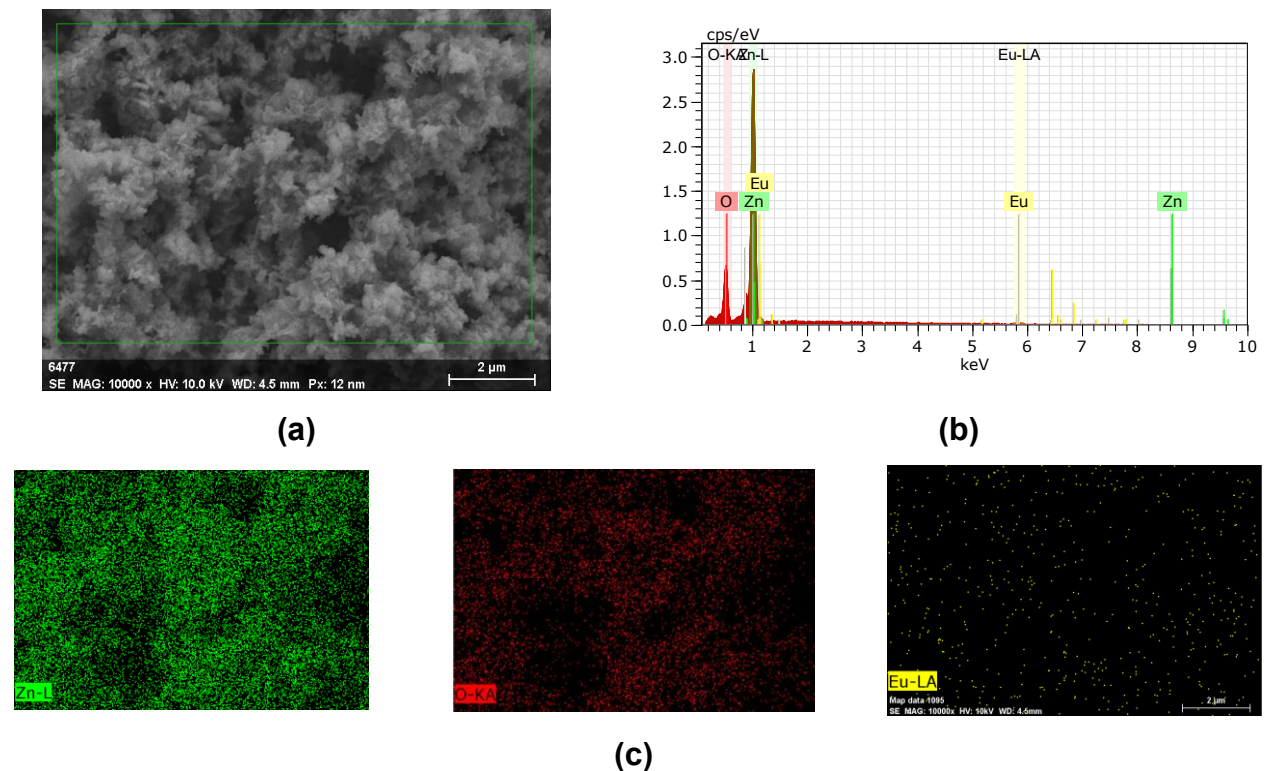 6477
SE MAG: 10000 x HV: 10.0 kV WD: 4.5 mm Px: 12 nm
2 µm
(a)
cps/eV
O-KA Zn-L Eu-LA
3.0
2.5
2.0
1.5
1.0
0.5
0.0
Eu
O Zn Eu Zn
1 2 3 4 5 6 7 8 9 10
keV
(b)
Zn-L
O-KA
Eu-LA
Map data 1095
SE MAG: 10000x HV: 10kV WD: 4.5mm
2 µm
(c)